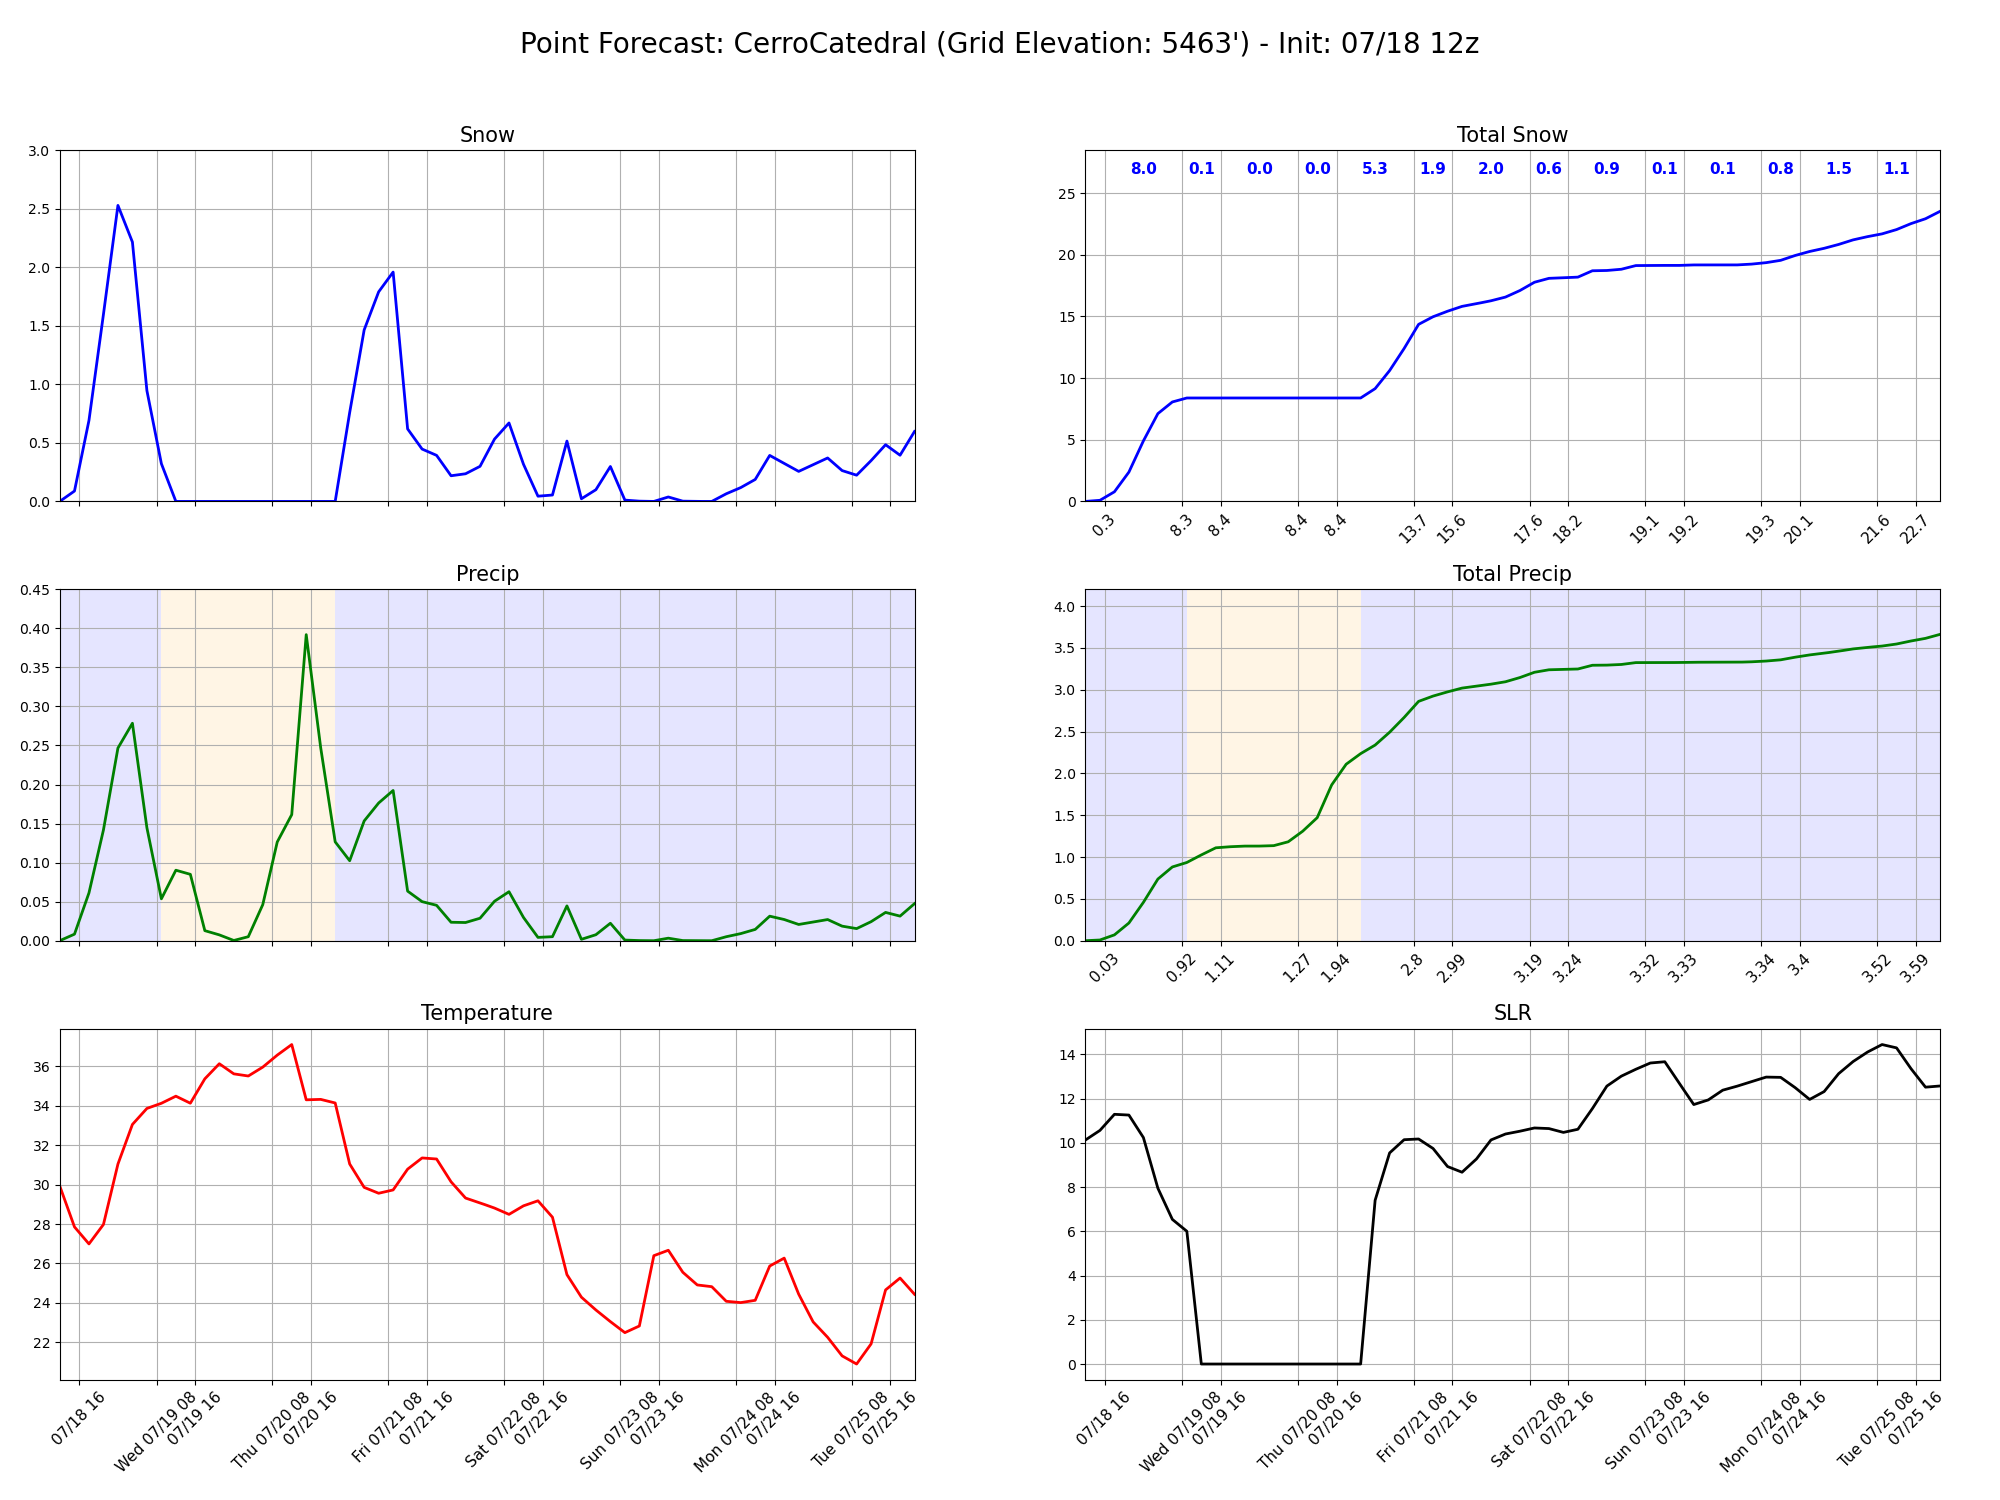 Point Forecast: CerroCatedral (Grid Elevation: 5463') - Init: 07/18 12z
Snow
3.0
2.5
2.0
1.5
1.0
0.5
0.0
Total Snow
8.0 0.1 0.0 0.0 5.3 1.9 2.0 0.6 0.9 0.1 0.1 0.8 1.5 1.1
25
20
15
10
5
0
0.3 8.3 8.4 8.4 8.4 13.7 15.6 17.6 18.2 19.1 19.2 19.3 20.1 21.6 22.7
Precip
0.45
0.40
0.35
0.30
0.25
0.20
0.15
0.10
0.05
0.00
Total Precip
4.0
3.5
3.0
2.5
2.0
1.5
1.0
0.5
0.0
0.03 0.92 1.11 1.27 1.94 2.8 2.99 3.19 3.24 3.32 3.33 3.34 3.4 3.52 3.59
Temperature
36
34
32
30
28
26
24
22
07/18 16
Wed 07/19 08
07/19 16
Thu 07/20 08
07/20 16
Fri 07/21 08
07/21 16
Sat 07/22 08
07/22 16
Sun 07/23 08
07/23 16
Mon 07/24 08
07/24 16
Tue 07/25 08
07/25 16
SLR
14
12
10
8
6
4
2
0
07/18 16
Wed 07/19 08
07/19 16
Thu 07/20 08
07/20 16
Fri 07/21 08
07/21 16
Sat 07/22 08
07/22 16
Sun 07/23 08
07/23 16
Mon 07/24 08
07/24 16
Tue 07/25 08
07/25 16